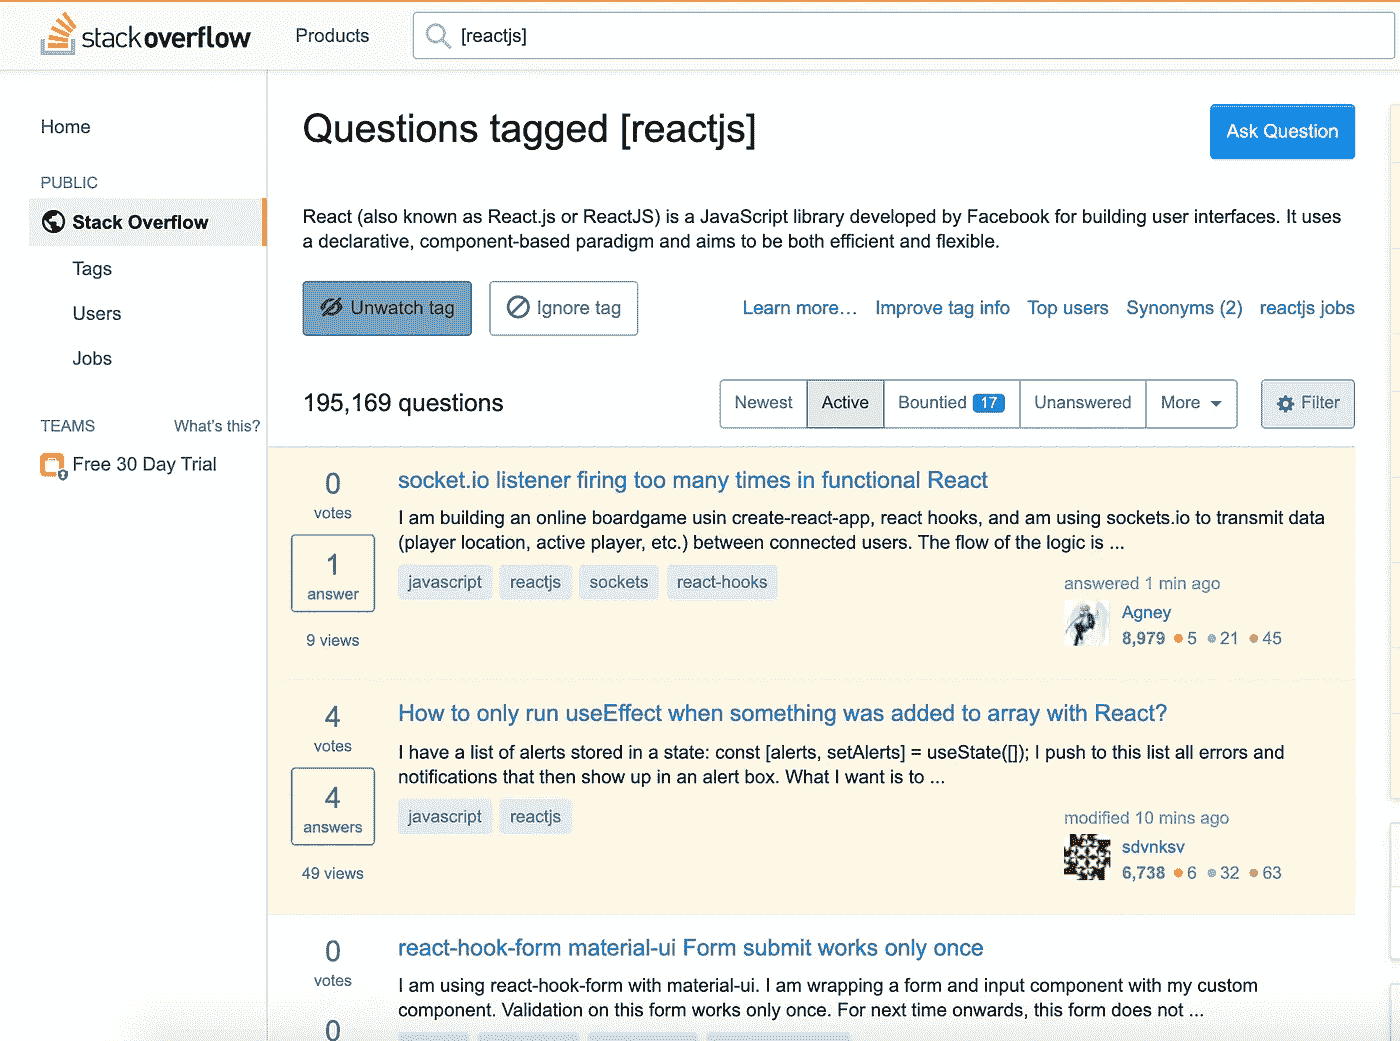 stackoverflow Products [reactjs]
Home
PUBLIC
Stack Overflow
Tags
Users
Jobs
TEAMS What's this?
Free 30 Day Trial
Questions tagged [reactjs]
Ask Question
React (also known as React.js or ReactJS) is a JavaScript library developed by Facebook for building user interfaces. It uses
a declarative, component-based paradigm and aims to be both efficient and flexible.
Unwatch tag Ignore tag Learn more… Improve tag info Top users Synonyms (2) reactjs jobs
195,169 questions Newest Active Bountied 17 Unanswered More Filter
0
votes
1
answer
9 views
socket.io listener firing too many times in functional React
I am building an online boardgame usin create-react-app, react hooks, and am using sockets.io to transmit data
(player location, active player, etc.) between connected users. The flow of the logic is ...
javascript reactjs sockets react-hooks
answered 1 min ago
Agney
8,979 5 21 45
4
votes
4
answers
49 views
How to only run useEffect when something was added to array with React?
I have a list of alerts stored in a state: const [alerts, setAlerts] = useState([]); I push to this list all errors and
notifications that then show up in an alert box. What I want is to ...
javascript reactjs
modified 10 mins ago
sdvnksv
6,738 6 32 63
0
votes
0
react-hook-form material-ui Form submit works only once
I am using react-hook-form with material-ui. I am wrapping a form and input component with my custom
component. Validation on this form works only once. For next time onwards, this form does not ...